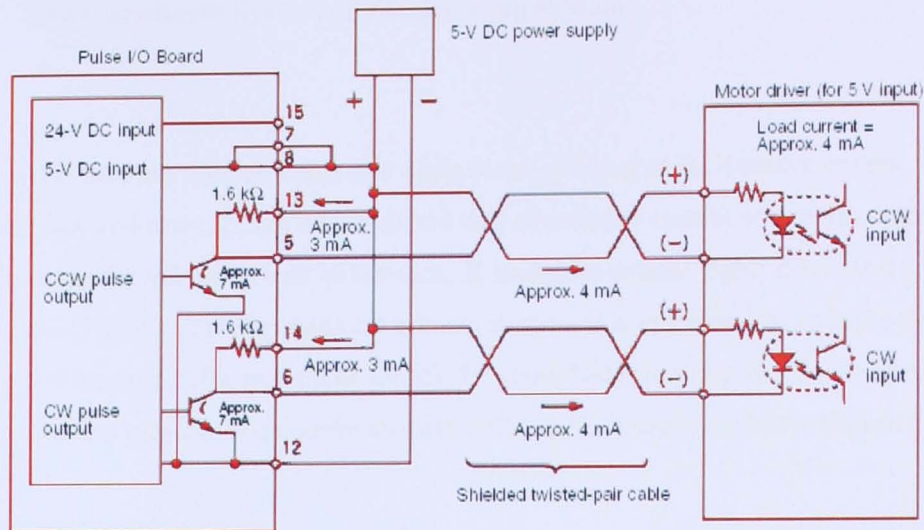 5-V DC power supply
Pulse I/O Board
+
−
Motor driver (for 5 V input)
15
24-V DC input
7
Load current =
Approx. 4 mA
8
5-V DC input
1.6 kΩ
13
(+)
Approx.
3 mA
CCW
input
5
(−)
CCW pulse
output
Approx.
7 mA
Approx. 4 mA
1.6 kΩ
14
(+)
Approx. 3 mA
CW
input
6
(−)
CW pulse
output
Approx.
7 mA
Approx. 4 mA
12
Shielded twisted-pair cable